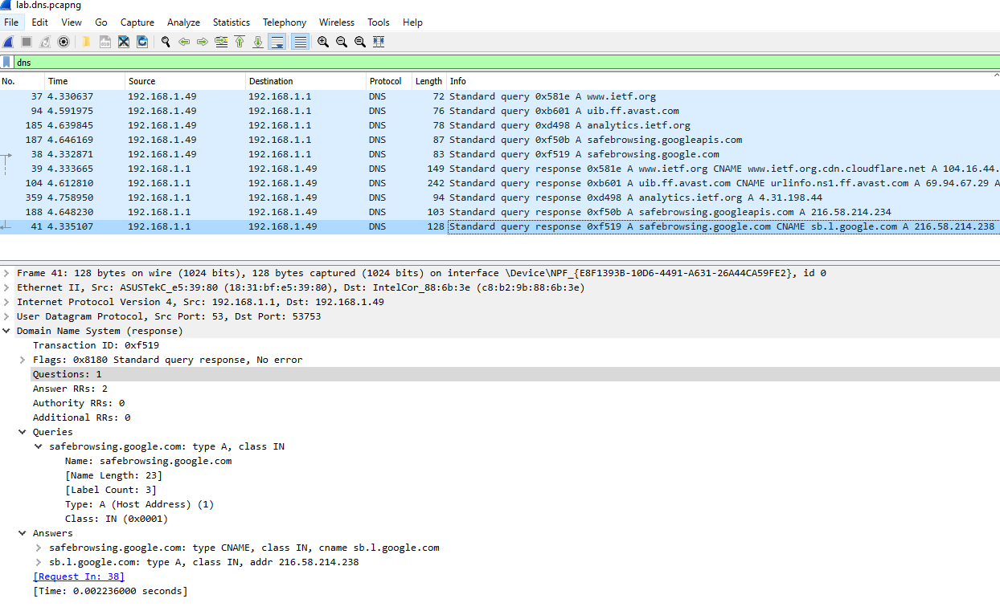 lab.dns.pcapng
File Edit View Go Capture Analyze Statistics Telephony Wireless Tools Help
dns
No. Time Source Destination Protocol Length Info
37 4.330637 192.168.1.49 192.168.1.1 DNS 72 Standard query 0x581e A www.ietf.org
94 4.591975 192.168.1.49 192.168.1.1 DNS 76 Standard query 0xb601 A uib.ff.avast.com
185 4.639845 192.168.1.49 192.168.1.1 DNS 78 Standard query 0xd498 A analytics.ietf.org
187 4.646169 192.168.1.49 192.168.1.1 DNS 87 Standard query 0xf50b A safebrowsing.googleapis.com
38 4.332871 192.168.1.49 192.168.1.1 DNS 83 Standard query 0xf519 A safebrowsing.google.com
39 4.333665 192.168.1.1 192.168.1.49 DNS 149 Standard query response 0x581e A www.ietf.org CNAME www.ietf.org.cdn.cloudflare.net A 104.16.44.
104 4.612810 192.168.1.1 192.168.1.49 DNS 242 Standard query response 0xb601 A uib.ff.avast.com CNAME urlinfo.ns1.ff.avast.com A 69.94.67.29 A
359 4.758950 192.168.1.1 192.168.1.49 DNS 94 Standard query response 0xd498 A analytics.ietf.org A 4.31.198.44
188 4.648230 192.168.1.1 192.168.1.49 DNS 103 Standard query response 0xf50b A safebrowsing.googleapis.com A 216.58.214.234
41 4.335107 192.168.1.1 192.168.1.49 DNS 128 Standard query response 0xf519 A safebrowsing.google.com CNAME sb.l.google.com A 216.58.214.238
Frame 41: 128 bytes on wire (1024 bits), 128 bytes captured (1024 bits) on interface \Device\NPF_{E8F1393B-10D6-4491-A631-26A44CA59FE2}, id 0
Ethernet II, Src: ASUSTekC_e5:39:80 (18:31:bf:e5:39:80), Dst: IntelCor_88:6b:3e (c8:b2:9b:88:6b:3e)
Internet Protocol Version 4, Src: 192.168.1.1, Dst: 192.168.1.49
User Datagram Protocol, Src Port: 53, Dst Port: 53753
Domain Name System (response)
Transaction ID: 0xf519
Flags: 0x8180 Standard query response, No error
Questions: 1
Answer RRs: 2
Authority RRs: 0
Additional RRs: 0
Queries
safebrowsing.google.com: type A, class IN
Name: safebrowsing.google.com
[Name Length: 23]
[Label Count: 3]
Type: A (Host Address) (1)
Class: IN (0x0001)
Answers
safebrowsing.google.com: type CNAME, class IN, cname sb.l.google.com
sb.l.google.com: type A, class IN, addr 216.58.214.238
[Request In: 38]
[Time: 0.002236000 seconds]